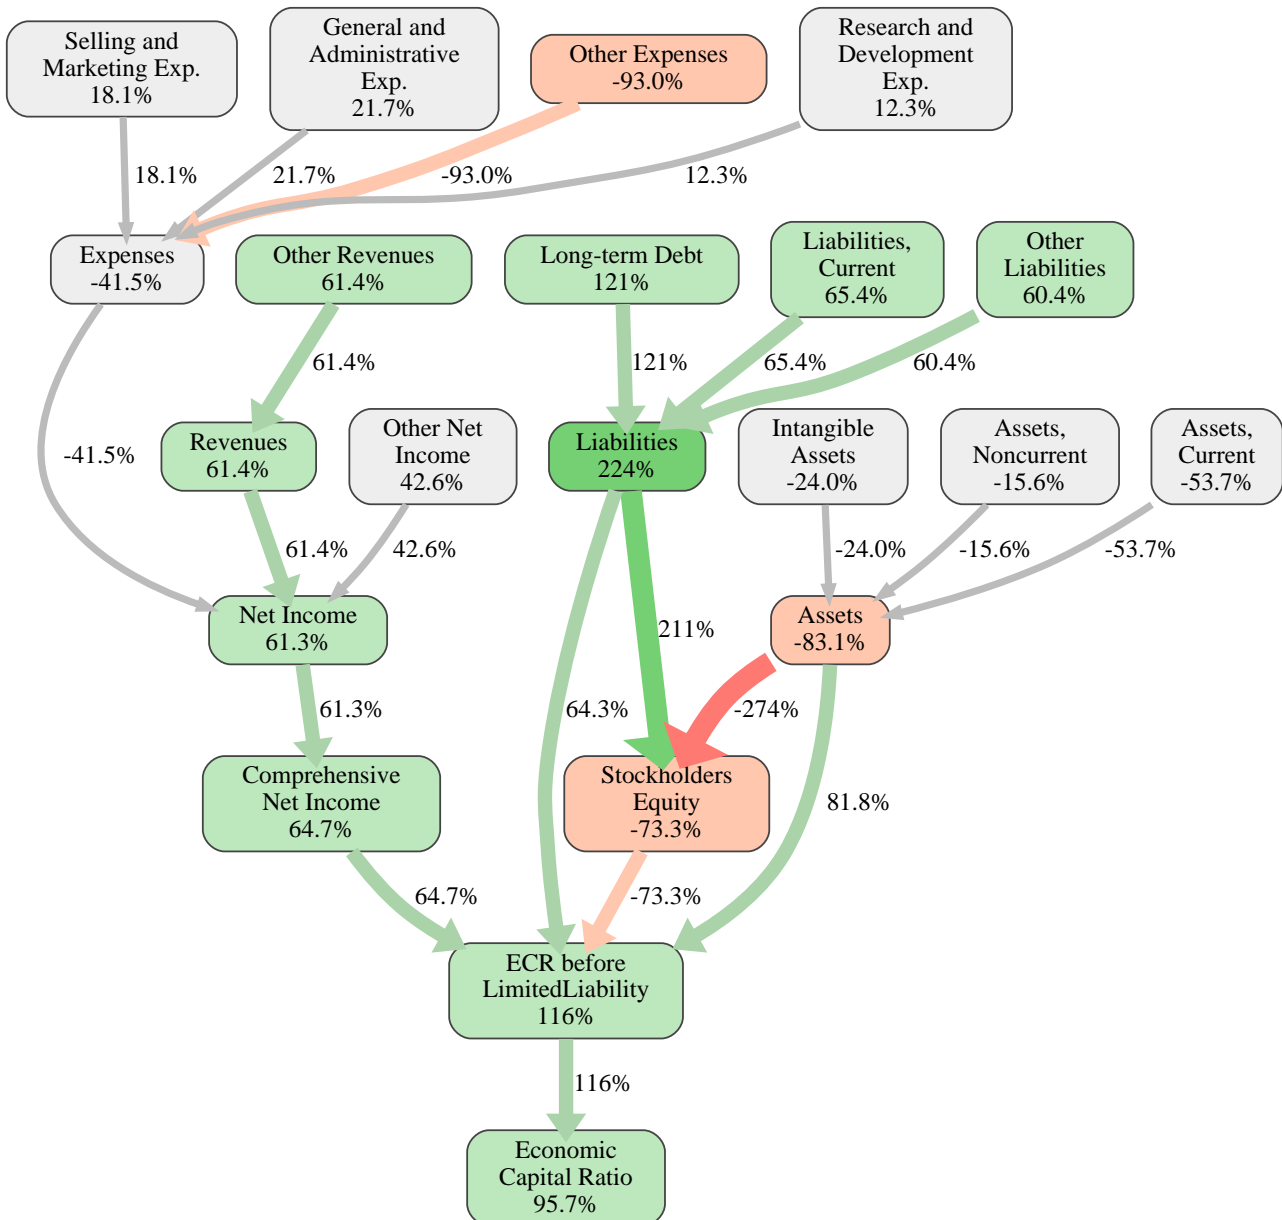 Selling and
Marketing Exp.
18.1%
General and
Administrative
Exp.
21.7%
Other Expenses
-93.0%
Research and
Development
Exp.
12.3%
18.1%
21.7%
-93.0%
12.3%
Expenses
-41.5%
Other Revenues
61.4%
Long-term Debt
121%
Liabilities,
Current
65.4%
Other
Liabilities
60.4%
61.4%
121%
65.4%
60.4%
-41.5%
Revenues
61.4%
Other Net
Income
42.6%
Liabilities
224%
Intangible
Assets
-24.0%
Assets,
Noncurrent
-15.6%
Assets,
Current
-53.7%
61.4%
42.6%
-24.0%
-15.6%
-53.7%
Net Income
61.3%
211%
Assets
-83.1%
61.3%
64.3%
-274%
Comprehensive
Net Income
64.7%
Stockholders
Equity
-73.3%
81.8%
64.7%
-73.3%
ECR before
LimitedLiability
116%
116%
Economic
Capital Ratio
95.7%